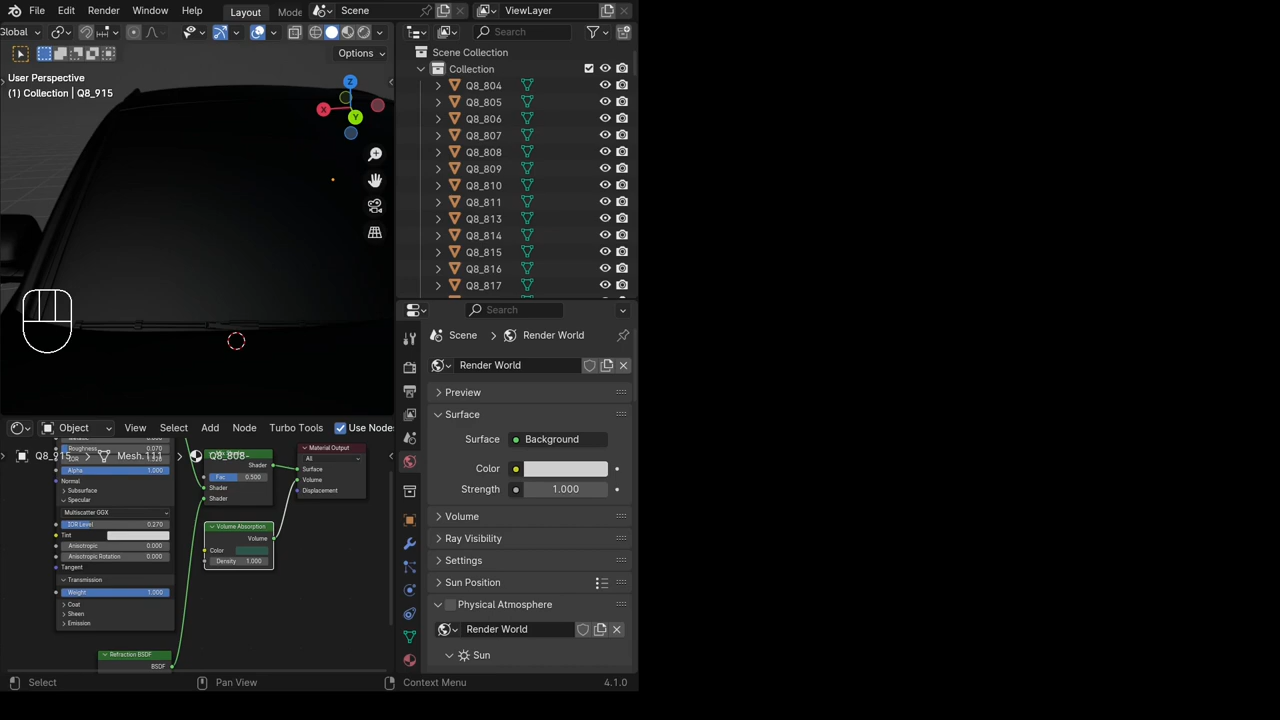 File Edit Render Window Help Layout Scene ViewLayer
Global Search
Options Scene Collection
User Perspective Collection
(1) Collection | Q8_915 Q8_804
Z Q8_805
X Y Q8_806
Q8_807
Q8_808
Q8_809
Q8_810
Q8_811
Q8_813
Q8_814
Q8_815
Q8_816
Q8_817
Search
Scene > Render World
Render World
Preview
Surface
Surface Background
Color
Strength 1.000
Volume
Ray Visibility
Settings
Sun Position
Physical Atmosphere
Render World
Sun
Object View Select Add Node Turbo Tools Use Nodes
Q8_915 > Mesh.111 > Q8_808-
Roughness 0.070
Alpha 1.000
Normal
Subsurface
Specular
Multiscatter GGX
IOR Level 0.270
Tint
Anisotropic 0.000
Anisotropic Rotation 0.000
Tangent
Transmission
Weight 1.000
Coat
Sheen
Emission
Shader
Fac 0.500
Shader
Shader
Material Output
All
Surface
Volume
Displacement
Volume Absorption
Volume
Color
Density 1.000
Refraction BSDF
BSDF
Select Pan View Context Menu 4.1.0